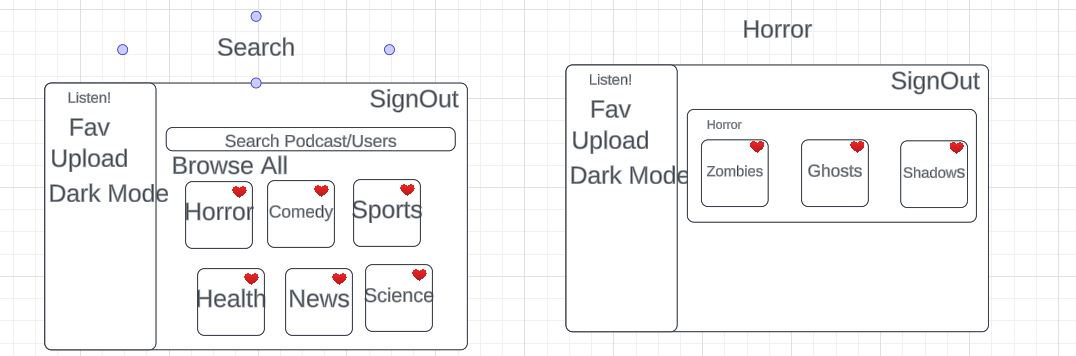 Search
Listen!
SignOut
Fav
Upload
Dark Mode
Search Podcast/Users
Browse All
Horror
Comedy
Sports
Health
News
Science
Horror
Listen!
SignOut
Fav
Upload
Dark Mode
Horror
Zombies
Ghosts
Shadows